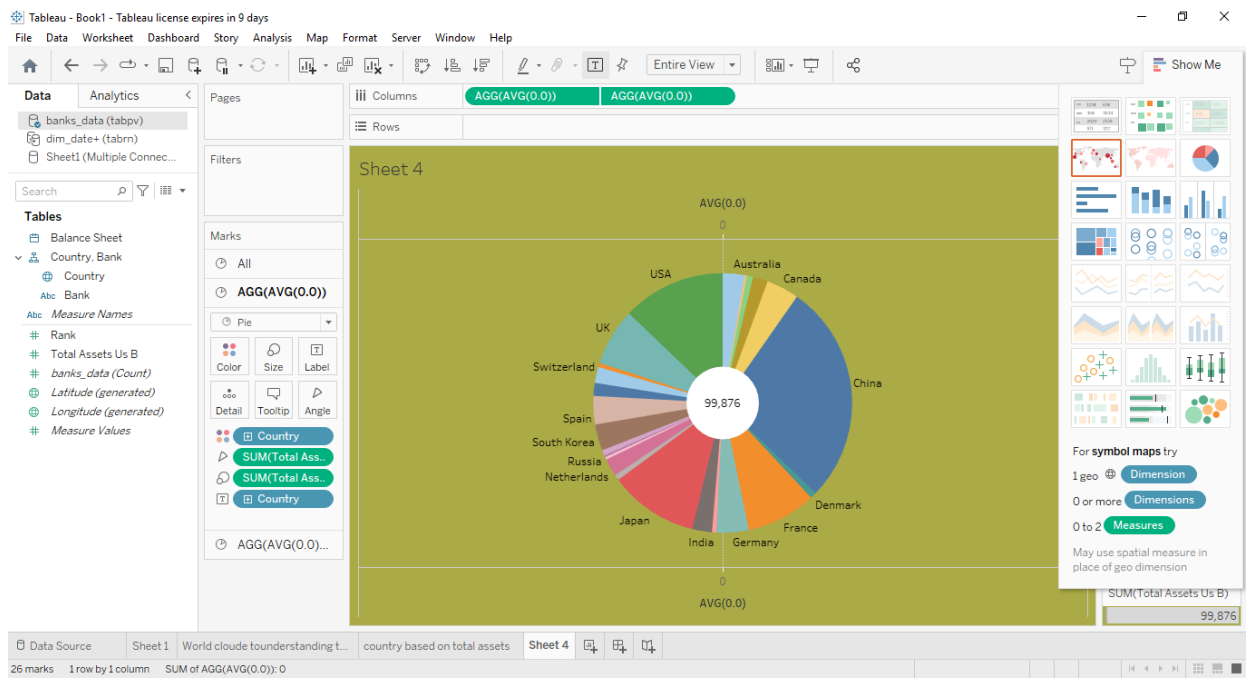 Tableau - Book1 - Tableau license expires in 9 days
File Data Worksheet Dashboard Story Analysis Map Format Server Window Help
Entire View
Show Me
Data Analytics
banks_data (tabpv)
dim_date+ (tabrn)
Sheet1 (Multiple Connec...
Search
Tables
Balance Sheet
Country, Bank
Country
Abc Bank
Abc Measure Names
Rank
Total Assets Us B
banks_data (Count)
Latitude (generated)
Longitude (generated)
Measure Values
Pages
Filters
Marks
All
AGG(AVG(0.0))
Pie
Color Size Label
Detail Tooltip Angle
Country
SUM(Total Ass..
SUM(Total Ass..
Country
AGG(AVG(0.0)...
Columns AGG(AVG(0.0)) AGG(AVG(0.0))
Rows
Sheet 4
AVG(0.0)
0
Australia
USA
Canada
UK
Switzerland
China
99,876
Spain
South Korea
Russia
Netherlands
Denmark
Japan
France
India
Germany
0
AVG(0.0)
For symbol maps try
1 geo Dimension
0 or more Dimensions
0 to 2 Measures
May use spatial measure in
place of geo dimension
SUM(Total Assets Us B)
99,876
Data Source Sheet 1 World cloude tounderstanding t... country based on total assets Sheet 4
26 marks 1 row by 1 column SUM of AGG(AVG(0.0)): 0